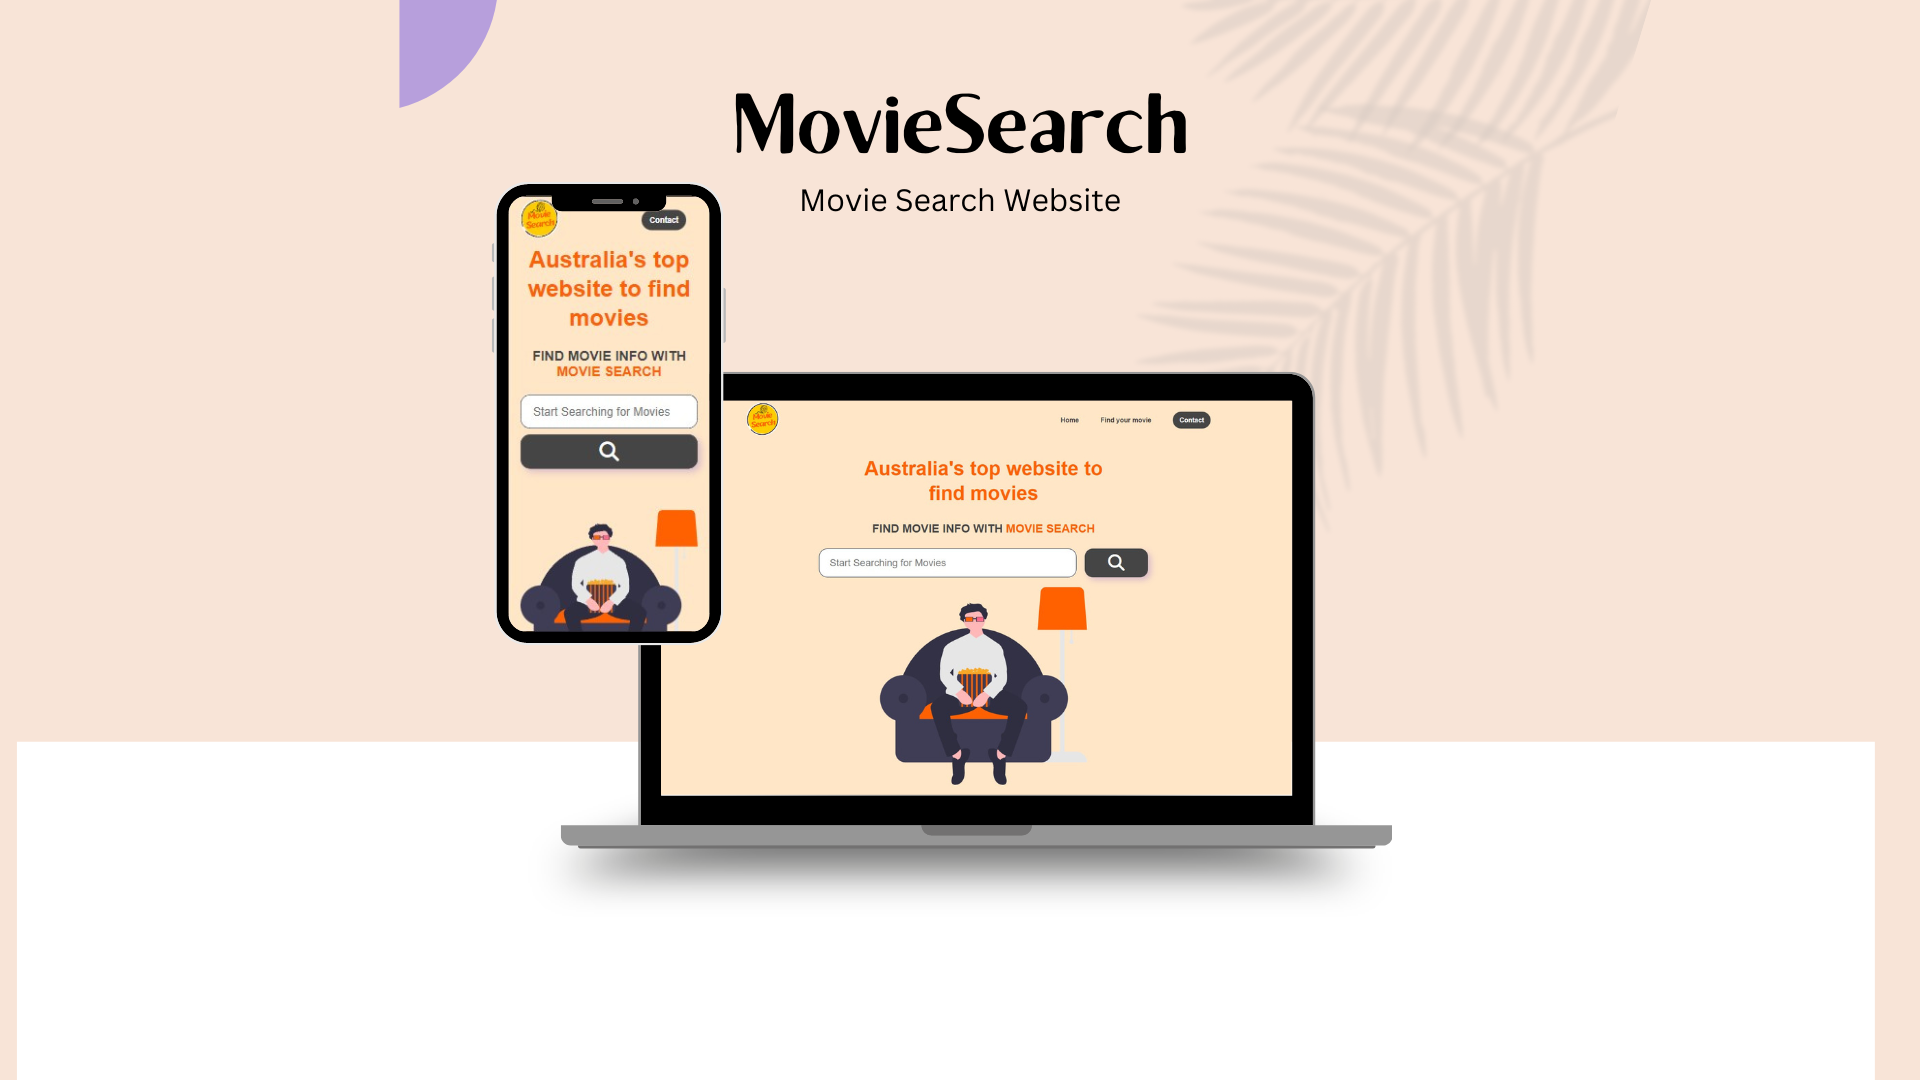 MovieSearch
Movie Search Website
Movie
Search
Contact
Australia's top
website to find
movies
FIND MOVIE INFO WITH
MOVIE SEARCH
Start Searching for Movies
Movie
Search
Home
Find your movie
Contact
Australia's top website to
find movies
FIND MOVIE INFO WITH MOVIE SEARCH
Start Searching for Movies